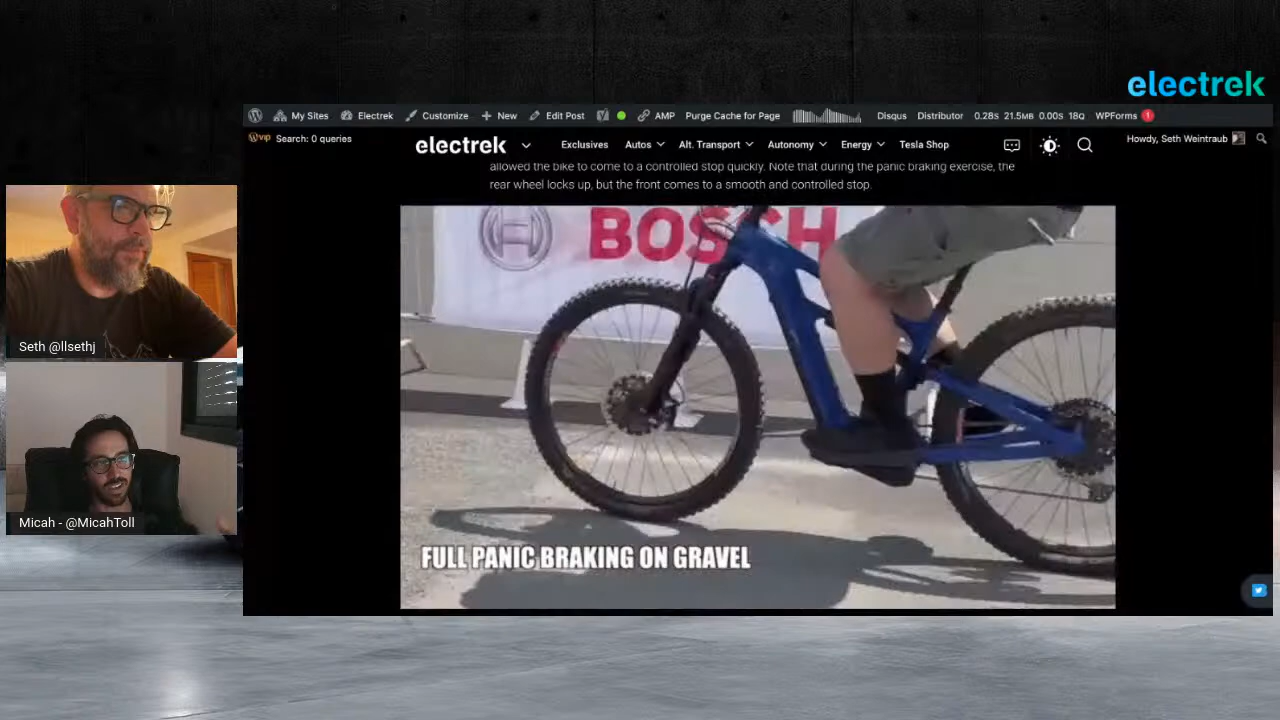 electrek
My Sites Electrek Customize New Edit Post AMP Purge Cache for Page Disqus Distributor 0.28s 21.5MB 0.00s 18Q WPForms 1
vip Search: 0 queries
electrek Exclusives Autos Alt. Transport Autonomy Energy Tesla Shop
Howdy, Seth Weintraub
allowed the bike to come to a controlled stop quickly. Note that during the panic braking exercise, the
rear wheel locks up, but the front comes to a smooth and controlled stop.
BOSCH
Seth @llsethj
Micah - @MicahToll
FULL PANIC BRAKING ON GRAVEL